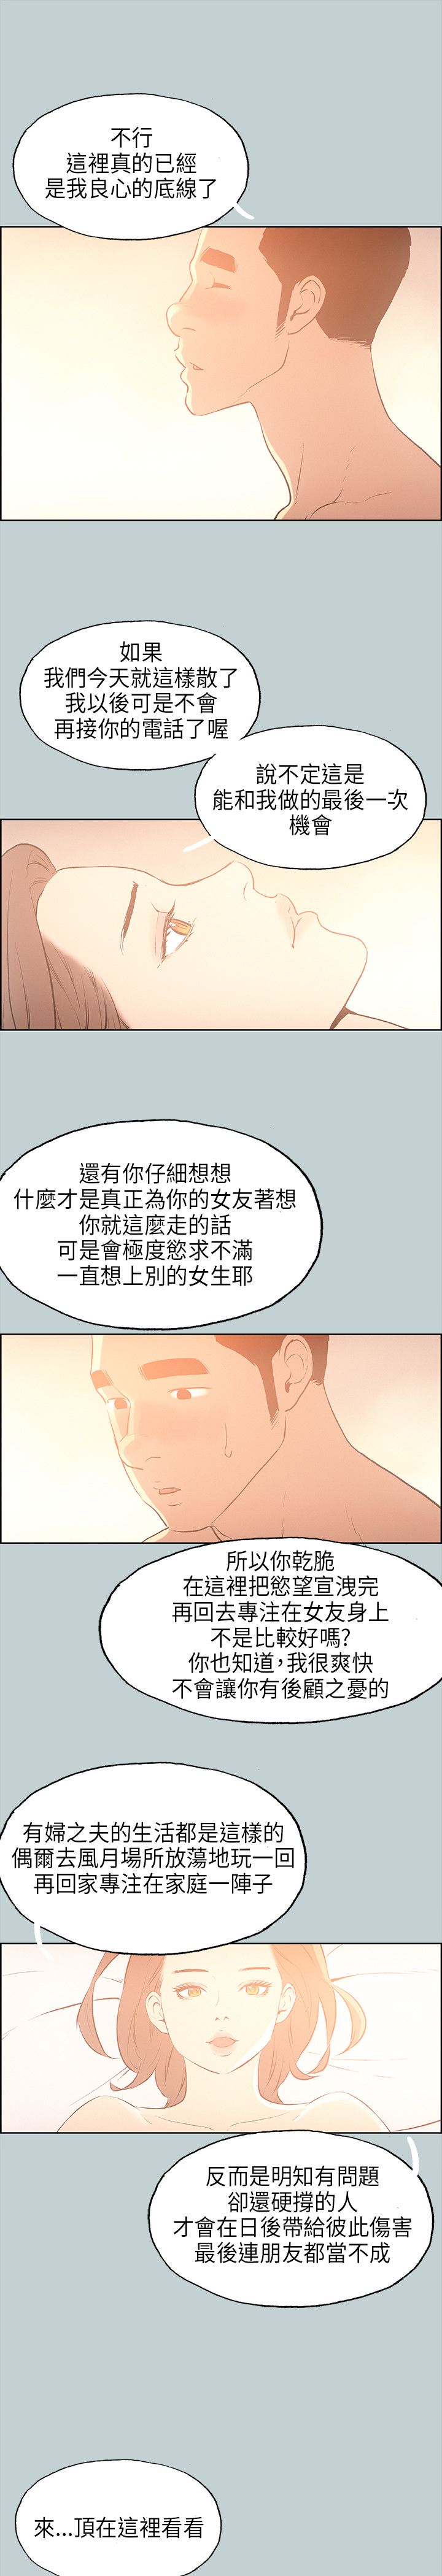 不行
這裡真的已經
是我良心的底線了
如果
我們今天就這樣散了
我以後可是不會
再接你的電話了喔
說不定這是
能和我做的最後一次
機會
還有你仔細想想
什麼才是真正為你的女友著想
你就這麼走的話
可是會極度慾求不滿
一直想上別的女生耶
所以你乾脆
在這裡把慾望宣洩完
再回去專注在女友身上
不是比較好嗎?
你也知道,我很爽快
不會讓你有後顧之憂的
有婦之夫的生活都是這樣的
偶爾去風月場所放蕩地玩一回
再回家專注在家庭一陣子
反而是明知有問題
卻還硬撐的人
才會在日後帶給彼此傷害
最後連朋友都當不成
來...頂在這裡看看